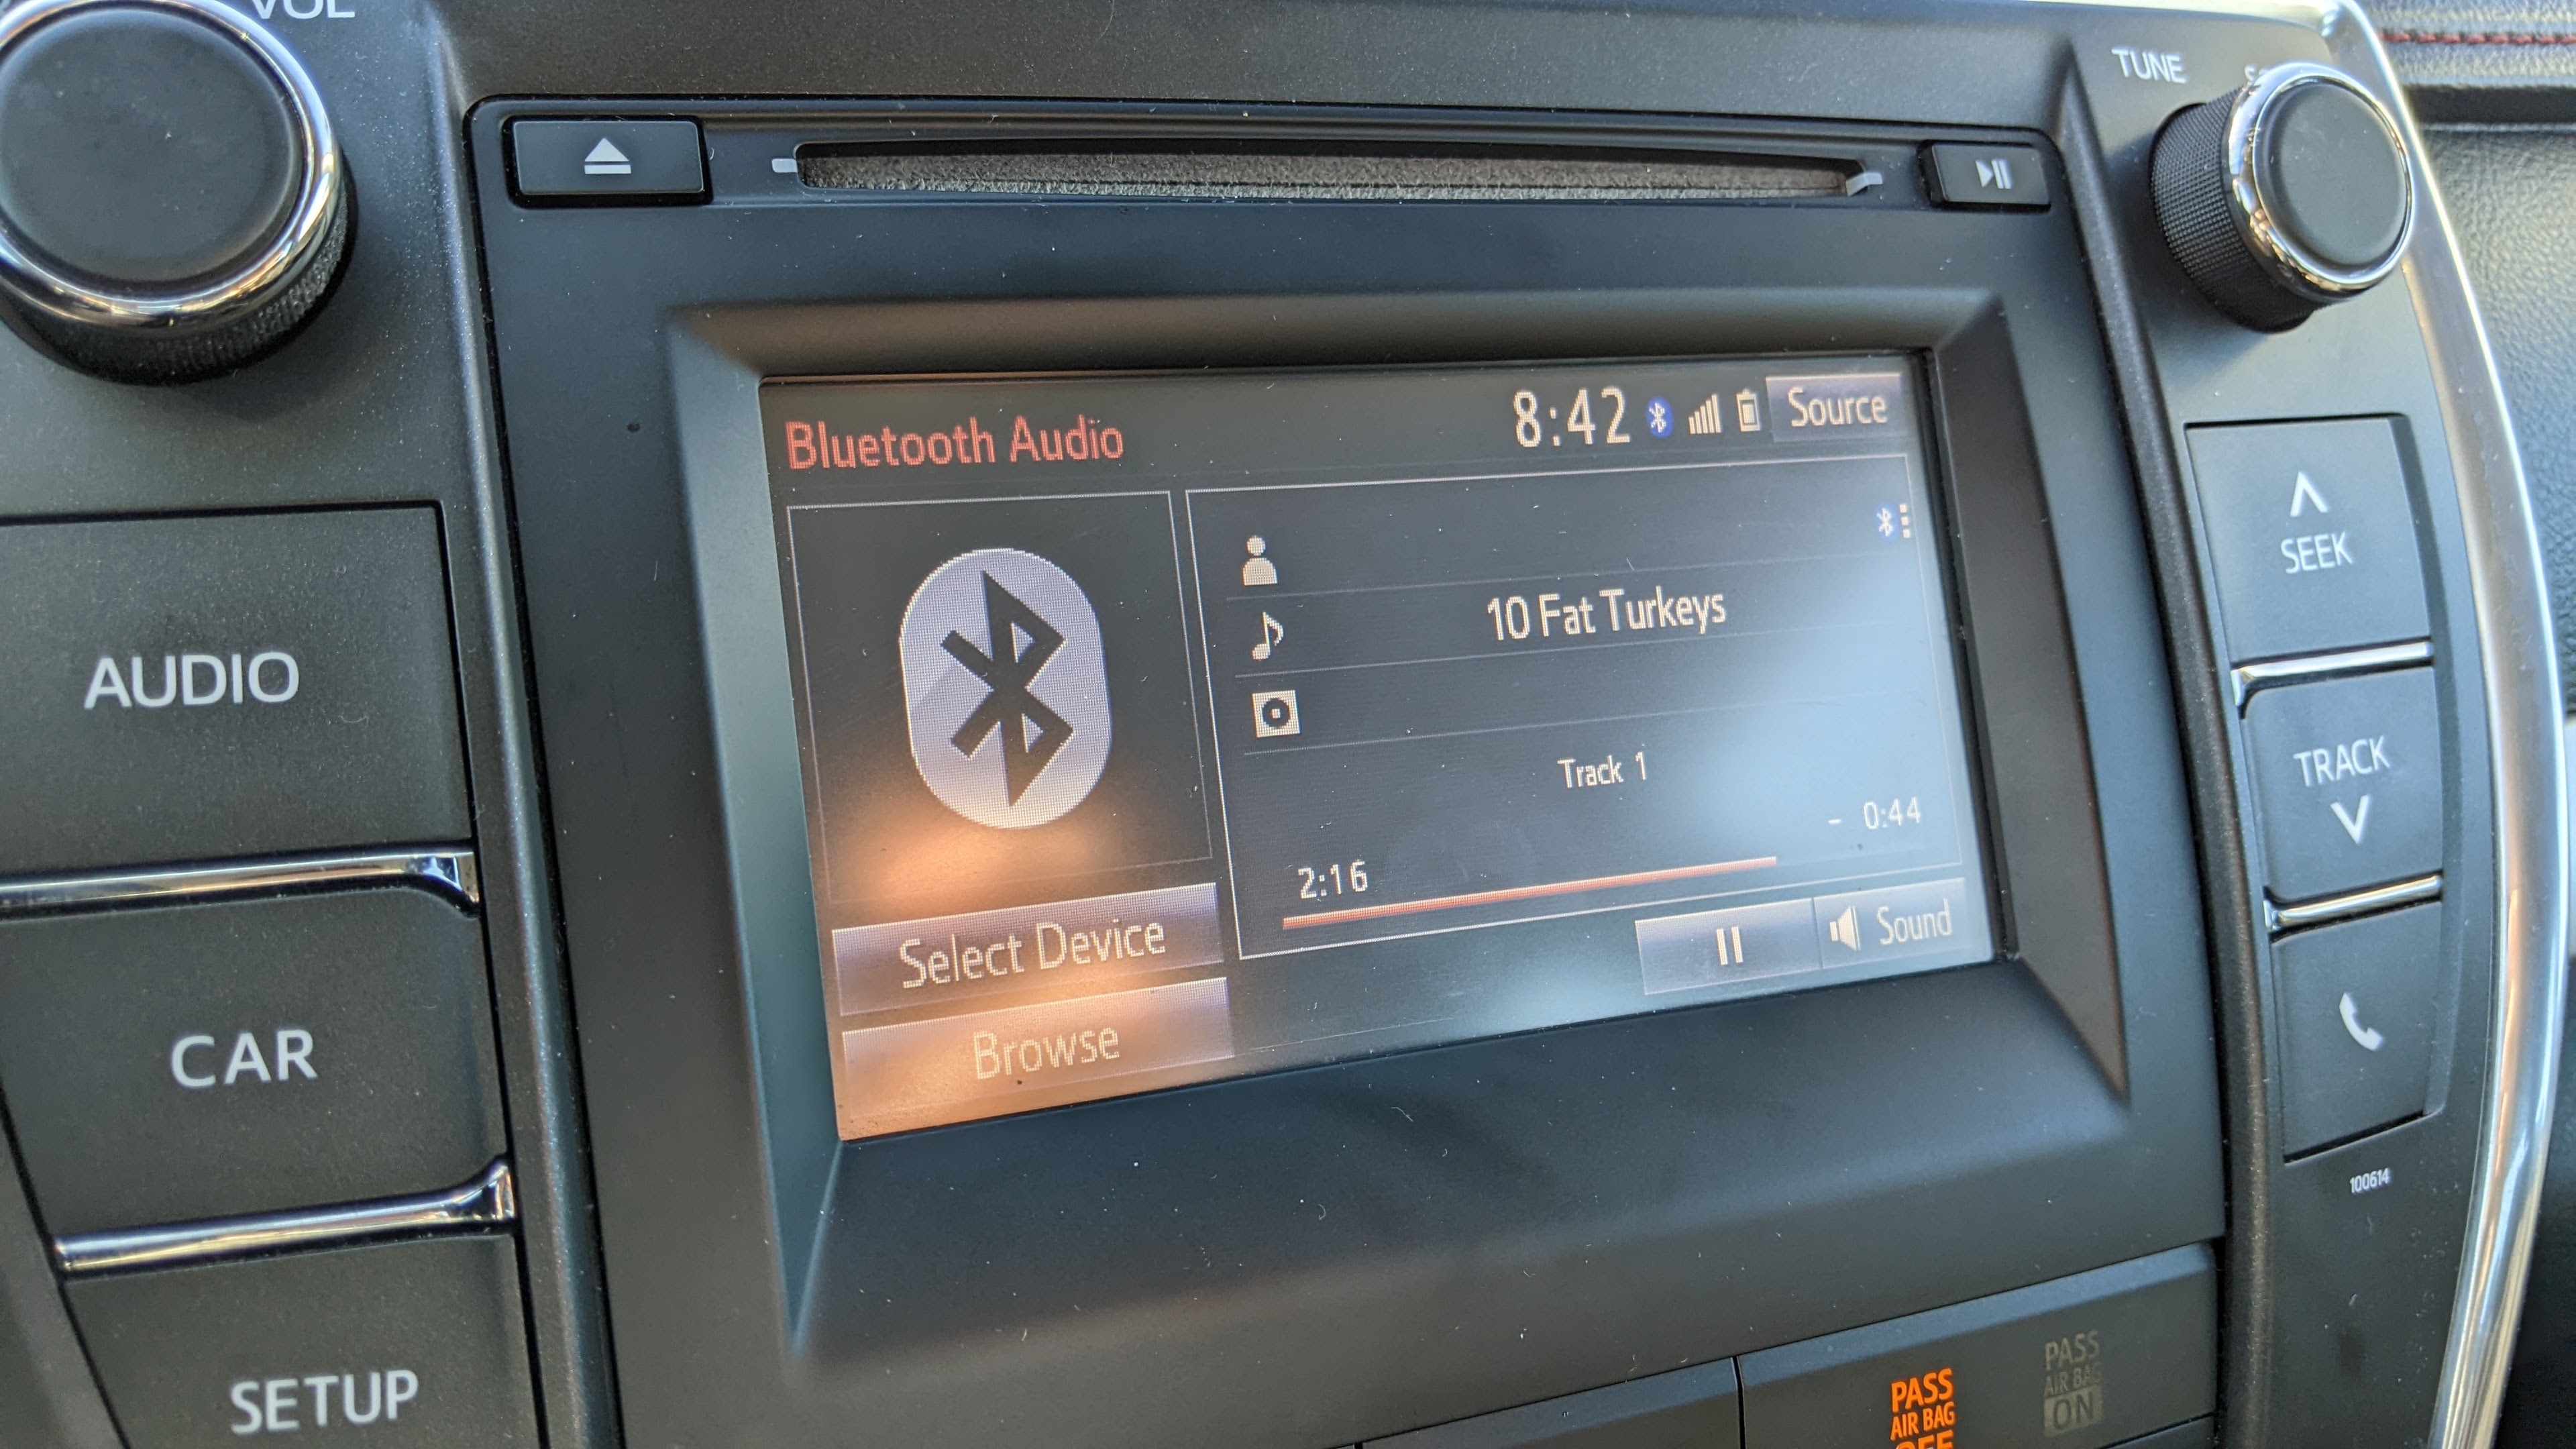 VOL
TUNE
AUDIO
CAR
SETUP
Bluetooth Audio
8:42
Source
10 Fat Turkeys
Track 1
2:16
- 0:44
Select Device
Browse
Sound
SEEK
TRACK
100614
PASS
AIR BAG
OFF
PASS
AIR BAG
ON